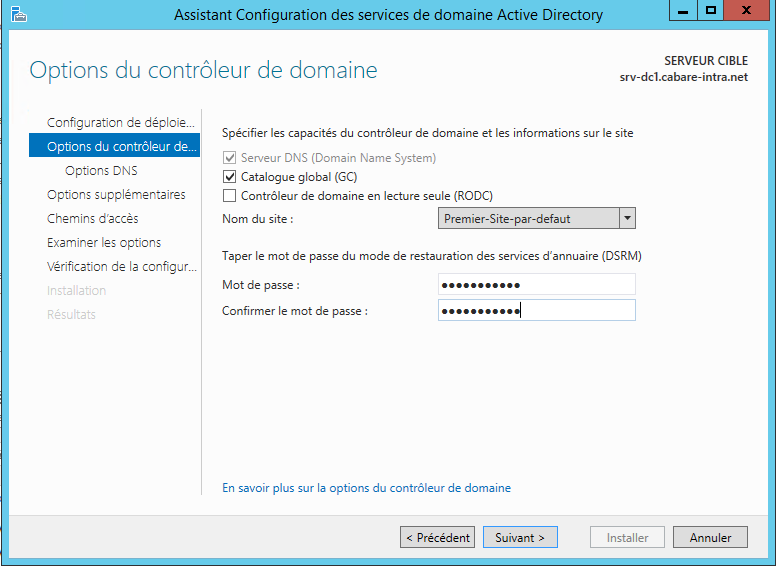 Assistant Configuration des services de domaine Active Directory
Options du contrôleur de domaine
SERVEUR CIBLE
srv-dc1.cabare-intra.net
Configuration de déploie...
Options du contrôleur de...
Options DNS
Options supplémentaires
Chemins d'accès
Examiner les options
Vérification de la configur...
Installation
Résultats
Spécifier les capacités du contrôleur de domaine et les informations sur le site
Serveur DNS (Domain Name System)
Catalogue global (GC)
Contrôleur de domaine en lecture seule (RODC)
Nom du site :
Premier-Site-par-defaut
Taper le mot de passe du mode de restauration des services d'annuaire (DSRM)
Mot de passe :
●●●●●●●●●●●
Confirmer le mot de passe :
●●●●●●●●●●●
En savoir plus sur la options du contrôleur de domaine
< Précédent
Suivant >
Installer
Annuler